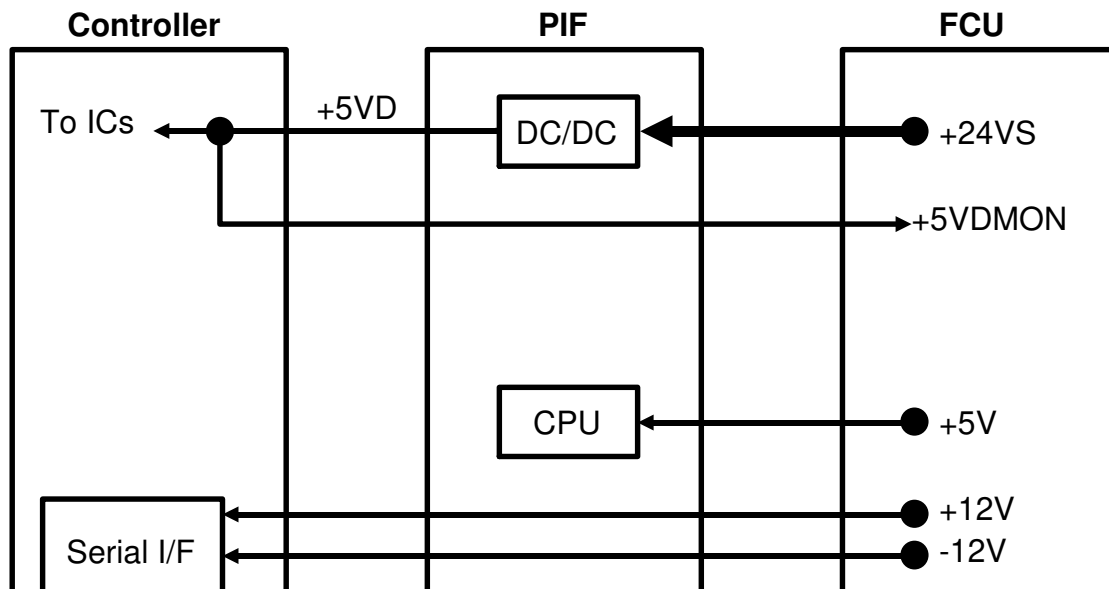 Controller
PIF
FCU
To ICs
+5VD
DC/DC
+24VS
+5VDMON
CPU
+5V
+12V
Serial I/F
-12V